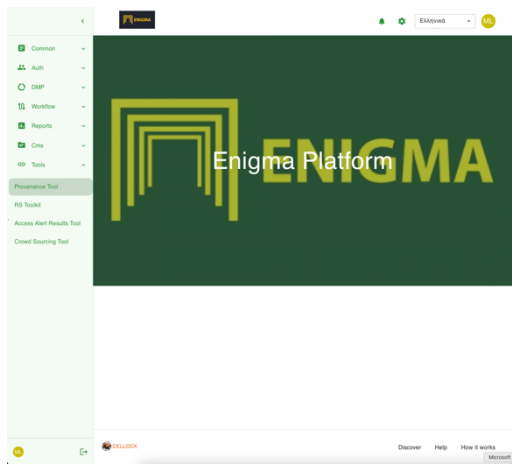 ENIGMA
Ελληνικά
ML
Common
Auth
DMP
Workflow
Reports
Cms
Tools
Provenance Tool
RS Toolkit
Access Alert Results Tool
Crowd Sourcing Tool
ENIGMA
Enigma Platform
ML
CELLOCK
Discover Help How it works
Microsoft